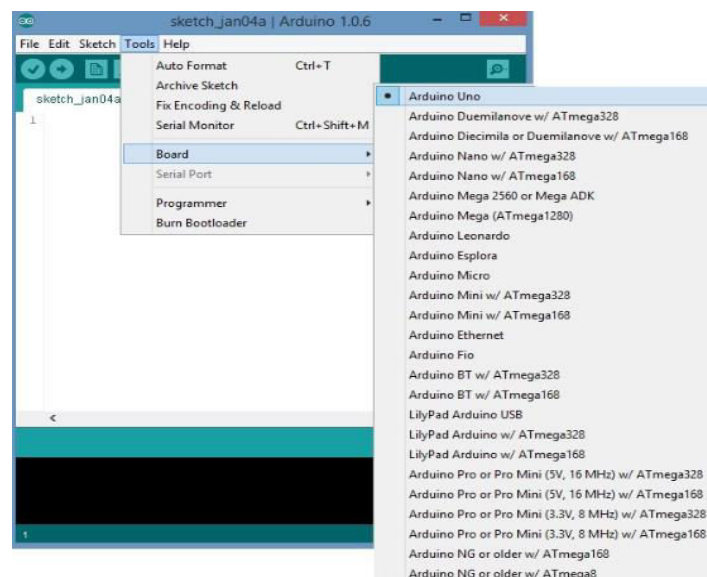 sketch_jan04a | Arduino 1.0.6
File Edit Sketch Tools Help
sketch_jan04a
1
Auto Format Ctrl+T
Archive Sketch
Fix Encoding & Reload
Serial Monitor Ctrl+Shift+M
Board
Serial Port
Programmer
Burn Bootloader
Arduino Uno
Arduino Duemilanove w/ ATmega328
Arduino Diecimila or Duemilanove w/ ATmega168
Arduino Nano w/ ATmega328
Arduino Nano w/ ATmega168
Arduino Mega 2560 or Mega ADK
Arduino Mega (ATmega1280)
Arduino Leonardo
Arduino Esplora
Arduino Micro
Arduino Mini w/ ATmega328
Arduino Mini w/ ATmega168
Arduino Ethernet
Arduino Fio
Arduino BT w/ ATmega328
Arduino BT w/ ATmega168
LilyPad Arduino USB
LilyPad Arduino w/ ATmega328
LilyPad Arduino w/ ATmega168
Arduino Pro or Pro Mini (5V, 16 MHz) w/ ATmega328
Arduino Pro or Pro Mini (5V, 16 MHz) w/ ATmega168
Arduino Pro or Pro Mini (3.3V, 8 MHz) w/ ATmega328
Arduino Pro or Pro Mini (3.3V, 8 MHz) w/ ATmega168
Arduino NG or older w/ ATmega168
Arduino NG or older w/ ATmega8
1